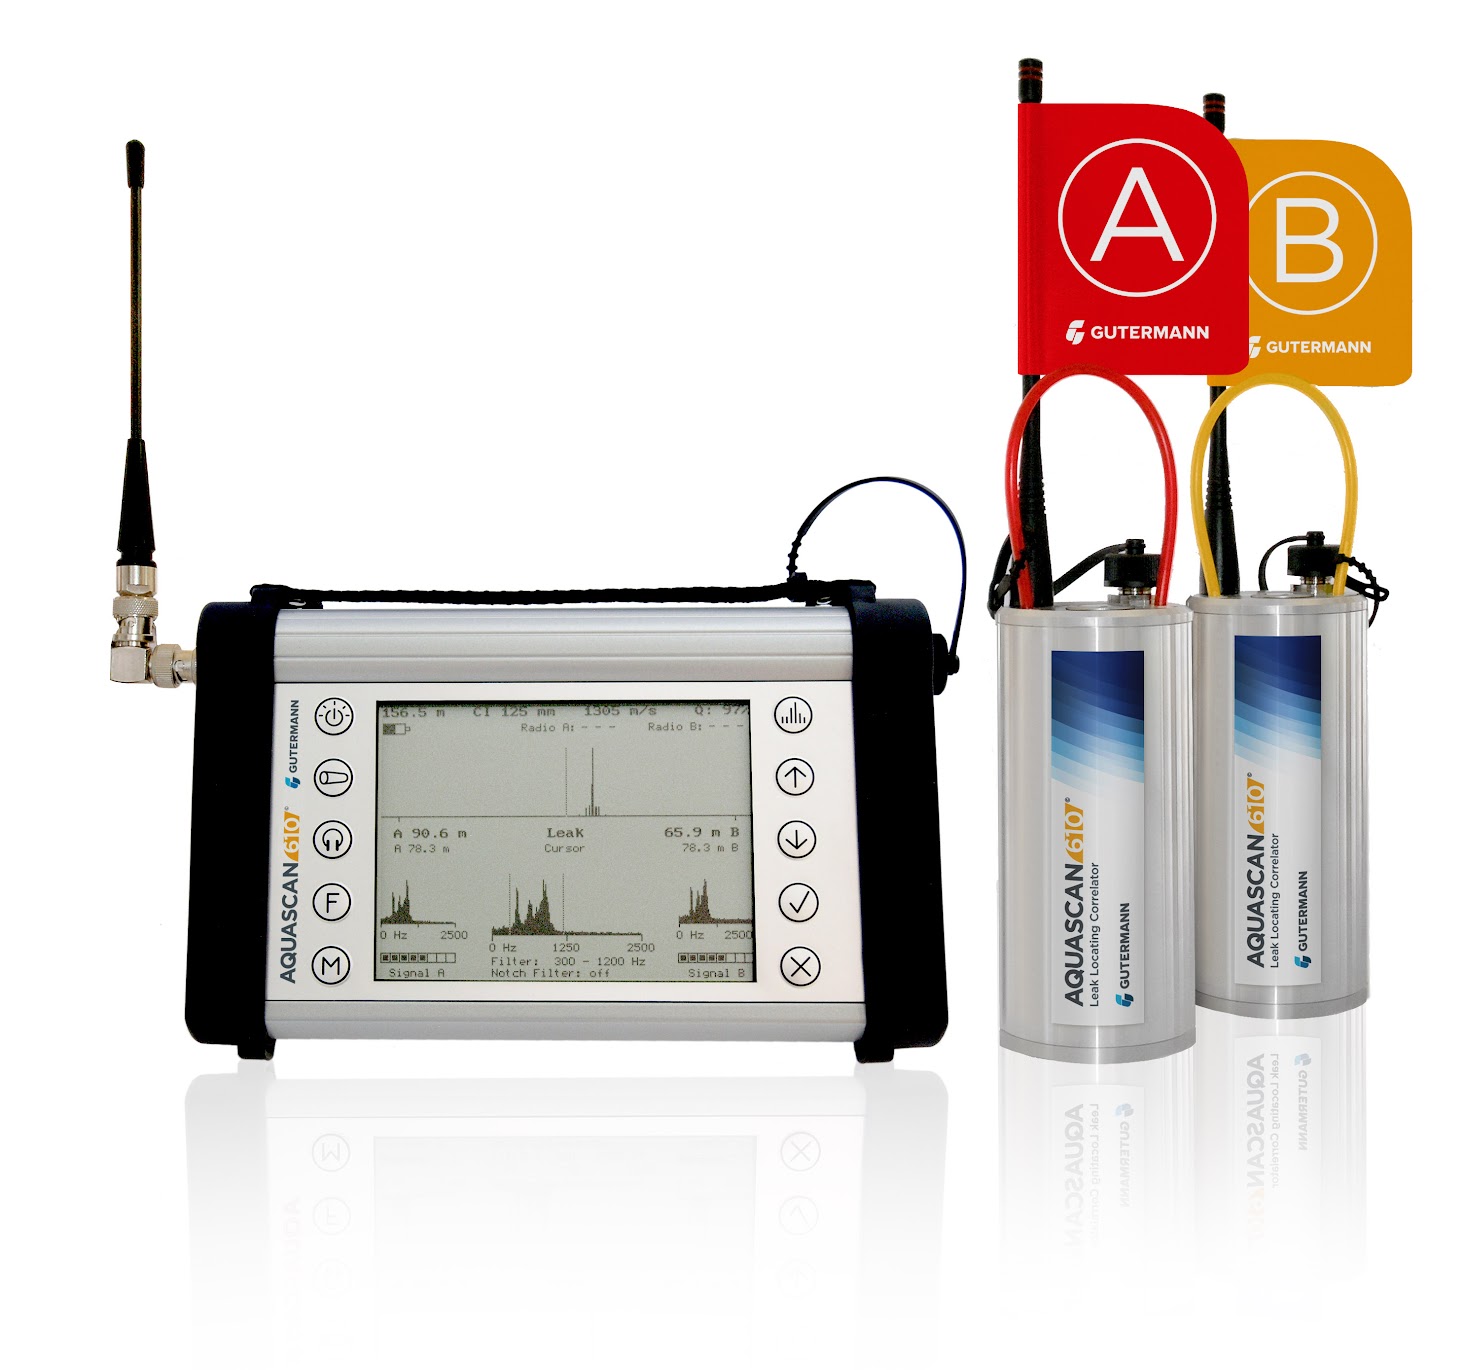 A
GUTERMANN
B
GUTERMANN
156.5 m CI 125 mm 1305 m/s Q: 97%
Radio A: - - - Radio B: - - -
A 90.6 m Leak 65.9 m B
A 78.3 m Cursor 78.3 m B
0 Hz 2500 0 Hz 1250 2500 0 Hz 2500
Filter: 300 - 1200 Hz
Signal A Notch Filter: off Signal B
F
M
AQUASCAN 610 GUTERMANN
AQUASCAN 610
Leak Locating Correlator
GUTERMANN
AQUASCAN 610
Leak Locating Correlator
GUTERMANN